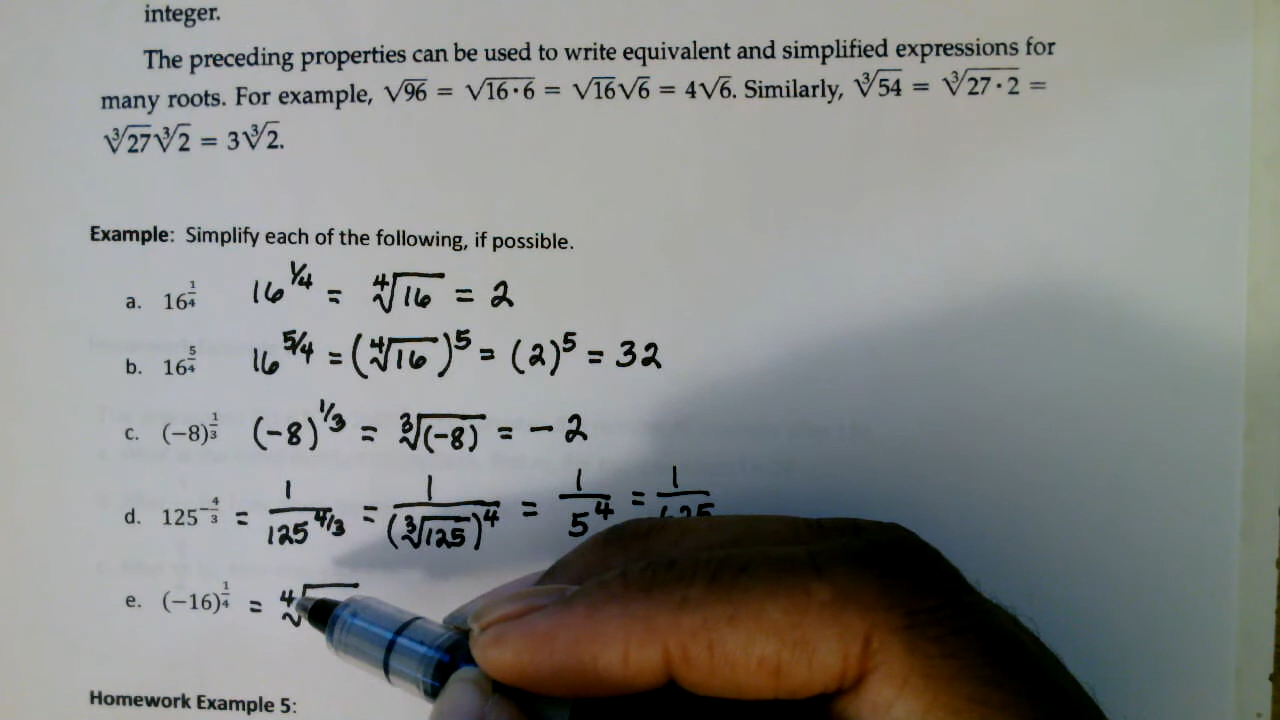 integer.
The preceding properties can be used to write equivalent and simplified expressions for
many roots. For example, √96 = √(16·6) = √16√6 = 4√6. Similarly, ∛54 = ∛(27·2) =
∛27∛2 = 3∛2.
Example: Simplify each of the following, if possible.
a. 16^(1/4) 16^(1/4) = ∜16 = 2
b. 16^(5/4) 16^(5/4) = (∜16)^5 = (2)^5 = 32
c. (−8)^(1/3) (−8)^(1/3) = ∛(−8) = −2
d. 125^(−4/3) = 1/125^(4/3) = 1/(∛125)^4 = 1/5^4 = 1/625
e. (−16)^(1/4) = ∜
Homework Example 5: